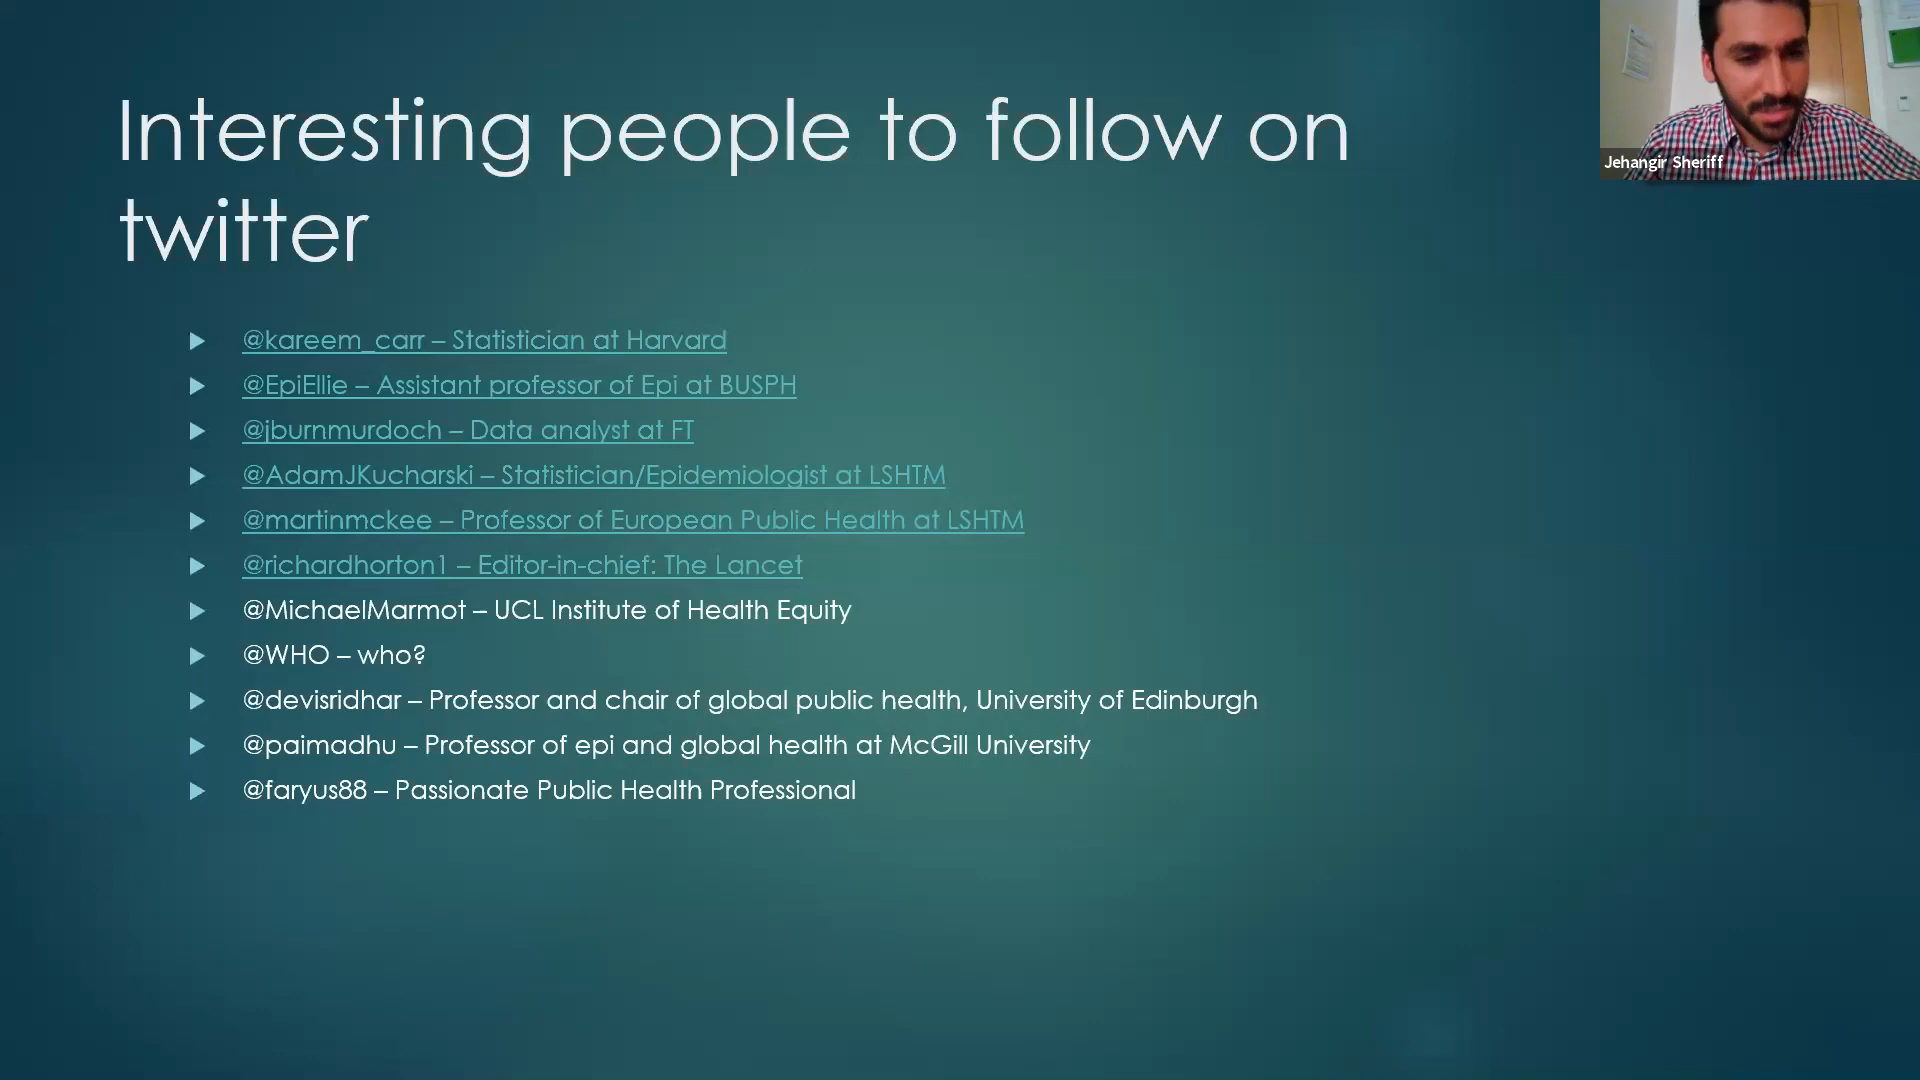 Interesting people to follow on
twitter
@kareem_carr – Statistician at Harvard
@EpiEllie – Assistant professor of Epi at BUSPH
@jburnmurdoch – Data analyst at FT
@AdamJKucharski – Statistician/Epidemiologist at LSHTM
@martinmckee – Professor of European Public Health at LSHTM
@richardhorton1 – Editor-in-chief: The Lancet
@MichaelMarmot – UCL Institute of Health Equity
@WHO – who?
@devisridhar – Professor and chair of global public health, University of Edinburgh
@paimadhu – Professor of epi and global health at McGill University
@faryus88 – Passionate Public Health Professional
Jehangir Sheriff